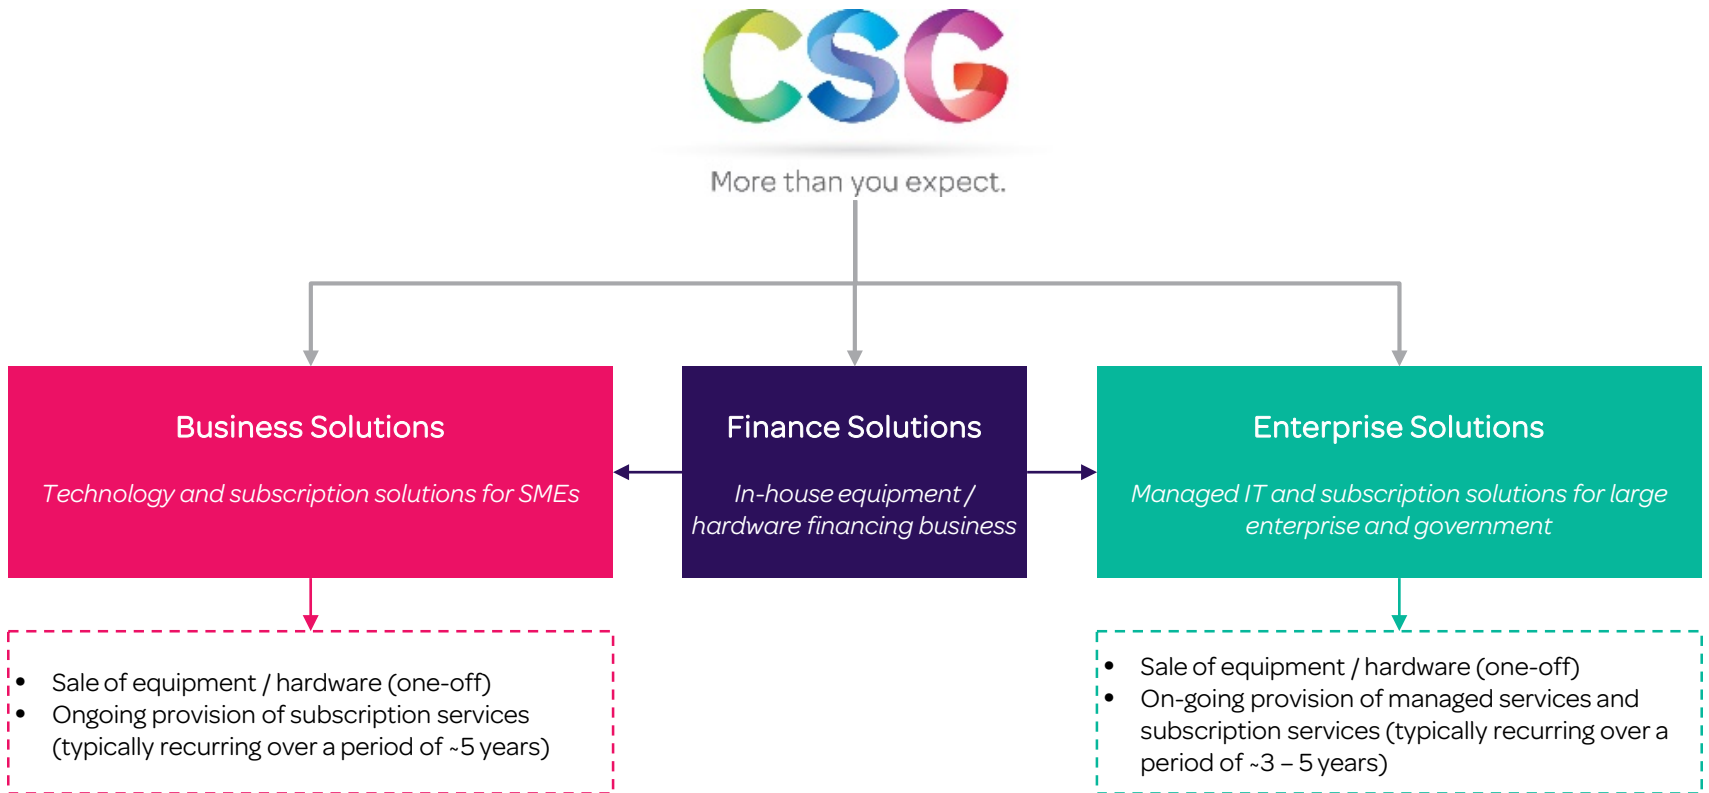 CSG
More than you expect.
Business Solutions
Technology and subscription solutions for SMEs
Finance Solutions
In-house equipment /
hardware financing business
Enterprise Solutions
Managed IT and subscription solutions for large
enterprise and government
• Sale of equipment / hardware (one-off)
• Ongoing provision of subscription services
(typically recurring over a period of ~5 years)
• Sale of equipment / hardware (one-off)
• On-going provision of managed services and
subscription services (typically recurring over a
period of ~3 – 5 years)